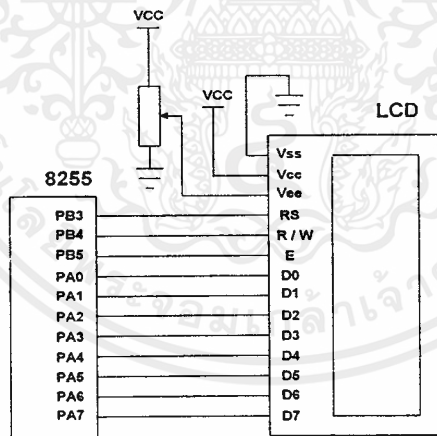 VCC
VCC
LCD
8255
Vss
Vcc
Vee
PB3 RS
PB4 R / W
PB5 E
PA0 D0
PA1 D1
PA2 D2
PA3 D3
PA4 D4
PA5 D5
PA6 D6
PA7 D7